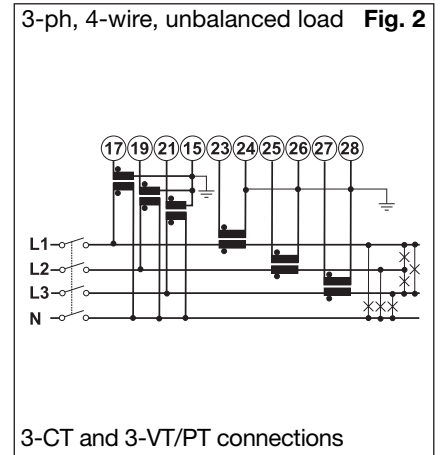 3-ph, 4-wire, unbalanced load Fig. 2
17 19 21 15 23 24 25 26 27 28
L1
L2
L3
N
3-CT and 3-VT/PT connections